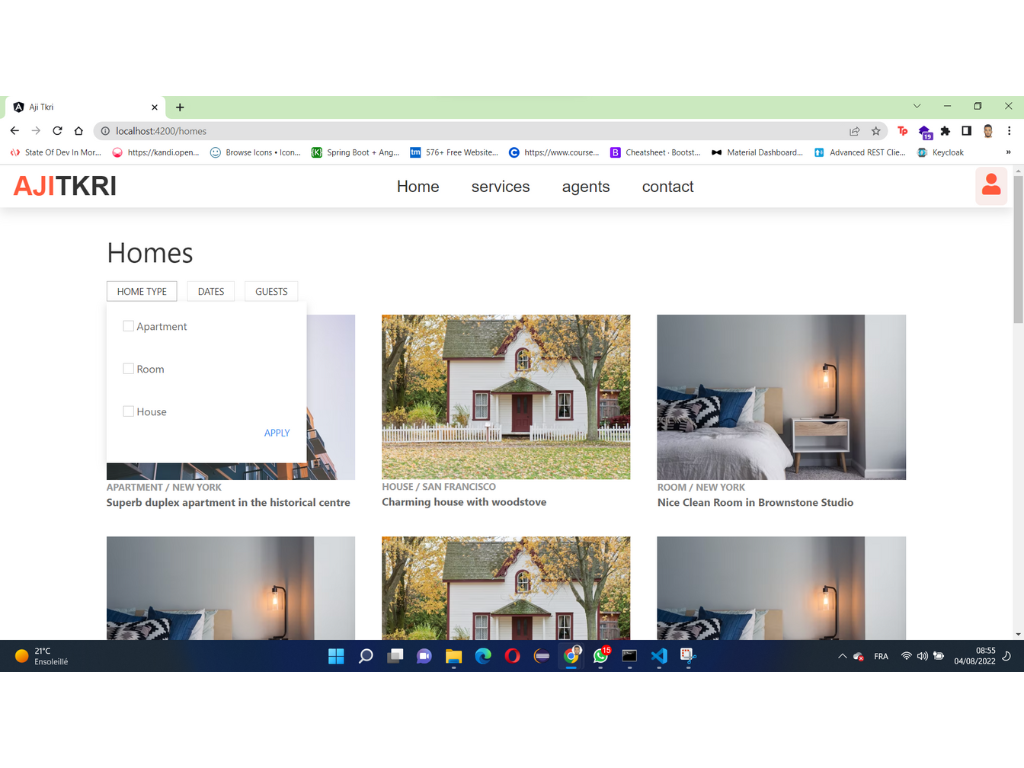 Aji Tkri
localhost:4200/homes
15
State Of Dev In Mor...
https://kandi.open...
Browse Icons • Icon...
Spring Boot + Ang...
576+ Free Website...
https://www.course...
Cheatsheet · Bootst...
Material Dashboard...
Advanced REST Clie...
Keycloak
»
AJITKRI
Home
services
agents
contact
Homes
HOME TYPE
DATES
GUESTS
Apartment
Room
House
APPLY
APARTMENT / NEW YORK
Superb duplex apartment in the historical centre
HOUSE / SAN FRANCISCO
Charming house with woodstove
ROOM / NEW YORK
Nice Clean Room in Brownstone Studio
21°C
Ensoleillé
15
FRA
08:55
04/08/2022